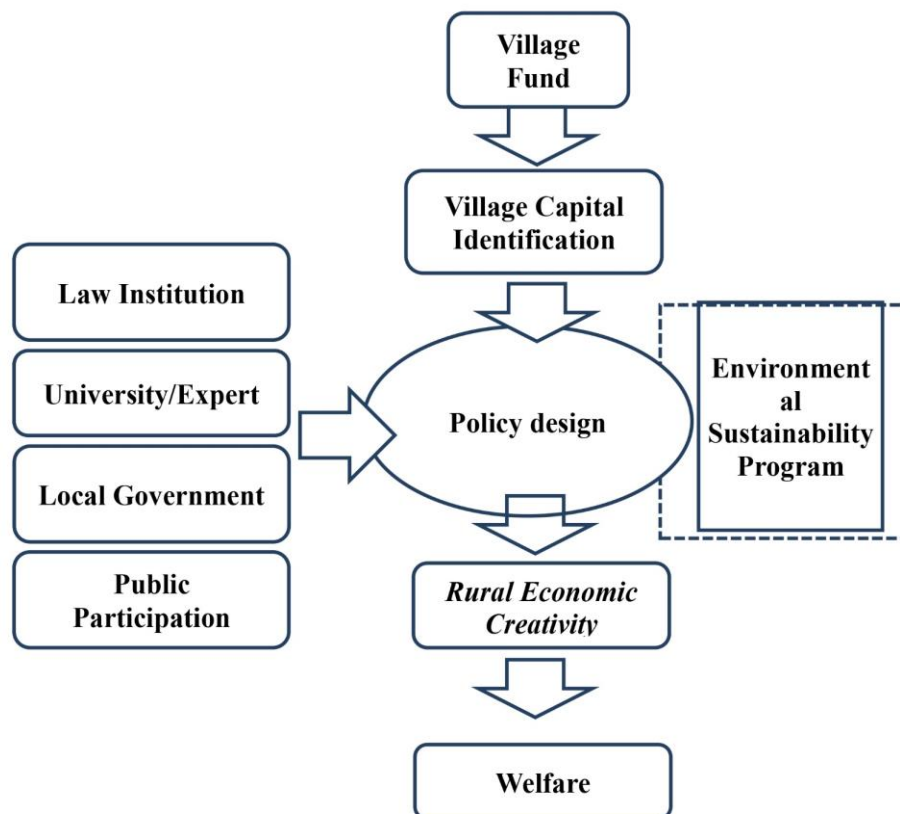 Village
Fund
Village Capital
Identification
Law Institution
University/Expert
Local Government
Public
Participation
Policy design
Environment
al
Sustainability
Program
Rural Economic
Creativity
Welfare